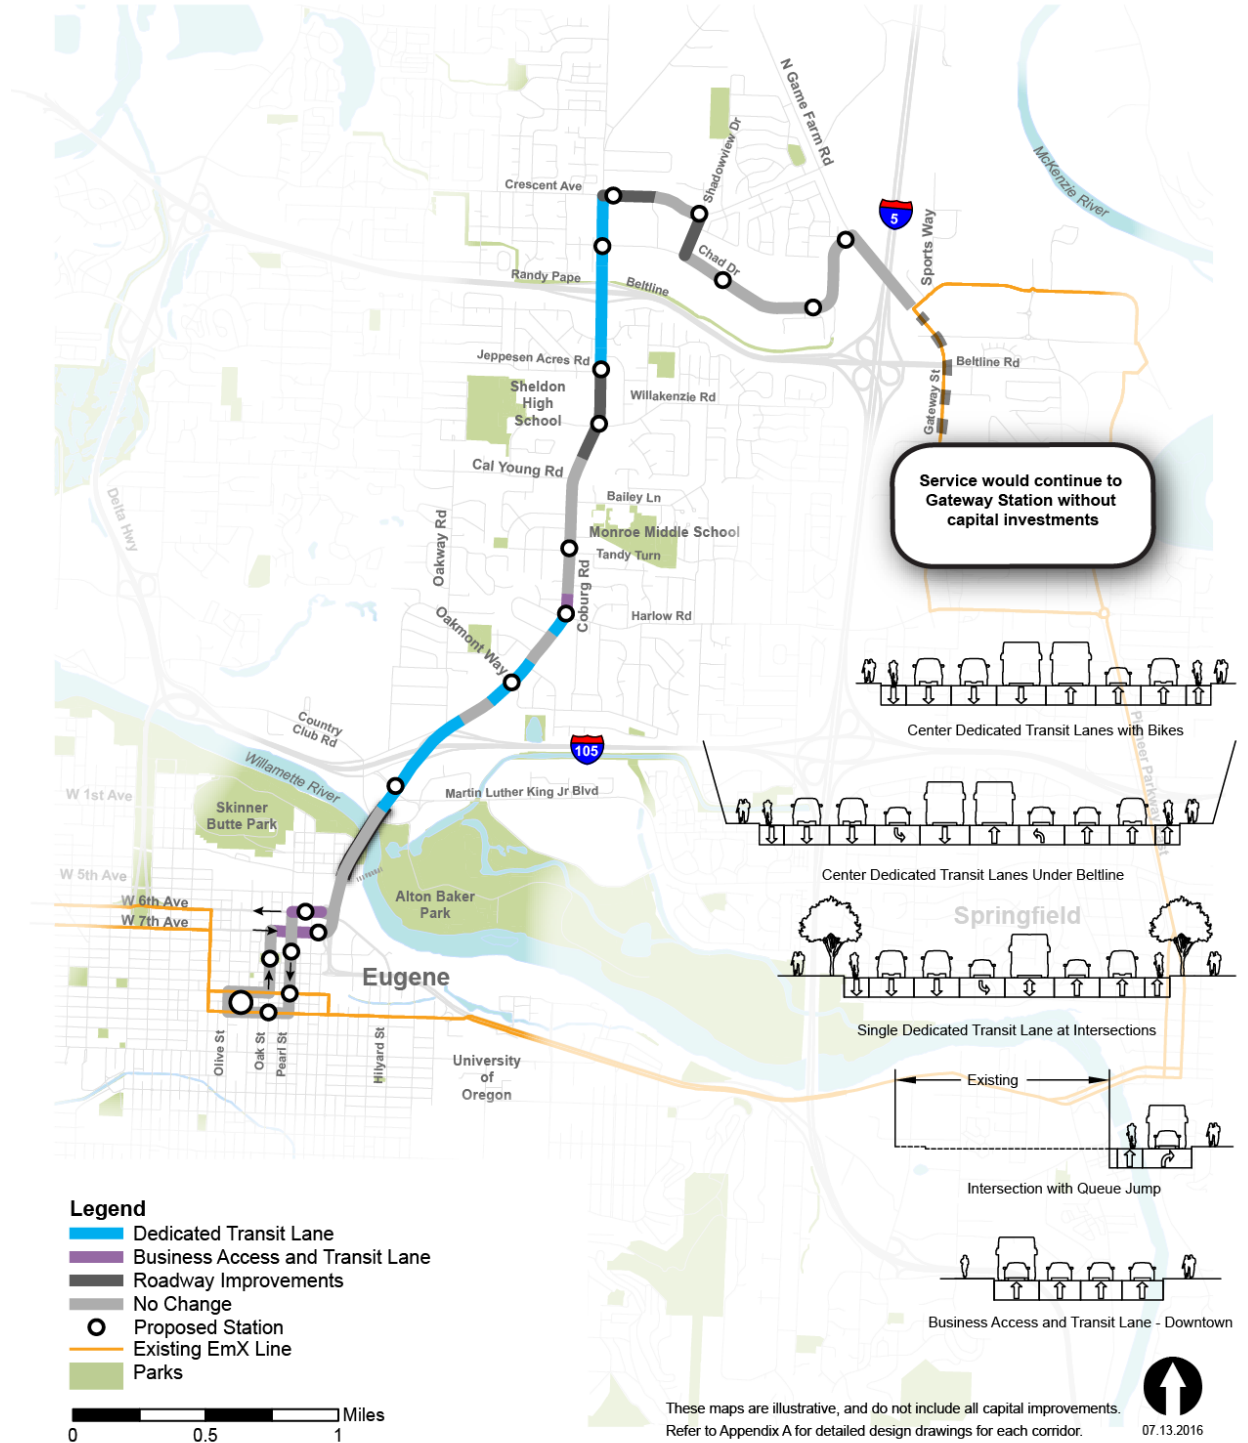 N Game Farm Rd
McKenzie River
Shadowview Dr
Crescent Ave
5
Sports Way
Chad Dr
Randy Pape
Beltline
Jeppesen Acres Rd
Beltline Rd
Sheldon
High
School
Willakenzie Rd
Gateway St
Cal Young Rd
Service would continue to
Gateway Station without
capital investments
Delta Hwy
Bailey Ln
Oakway Rd
Monroe Middle School
Tandy Turn
Coburg Rd
Oakmont Way
Harlow Rd
Country
Club Rd
Center Dedicated Transit Lanes with Bikes
105
Pioneer Parkway East
Willamette River
W 1st Ave
Martin Luther King Jr Blvd
Skinner
Butte Park
Center Dedicated Transit Lanes Under Beltline
W 5th Ave
Alton Baker
Park
W 6th Ave
W 7th Ave
Springfield
Eugene
Single Dedicated Transit Lane at Intersections
Olive St
Oak St
Pearl St
Hilyard St
University
of
Oregon
Existing
Intersection with Queue Jump
Business Access and Transit Lane - Downtown
Legend
Dedicated Transit Lane
Business Access and Transit Lane
Roadway Improvements
No Change
Proposed Station
Existing EmX Line
Parks
Miles
0 0.5 1
These maps are illustrative, and do not include all capital improvements.
Refer to Appendix A for detailed design drawings for each corridor.
07.13.2016